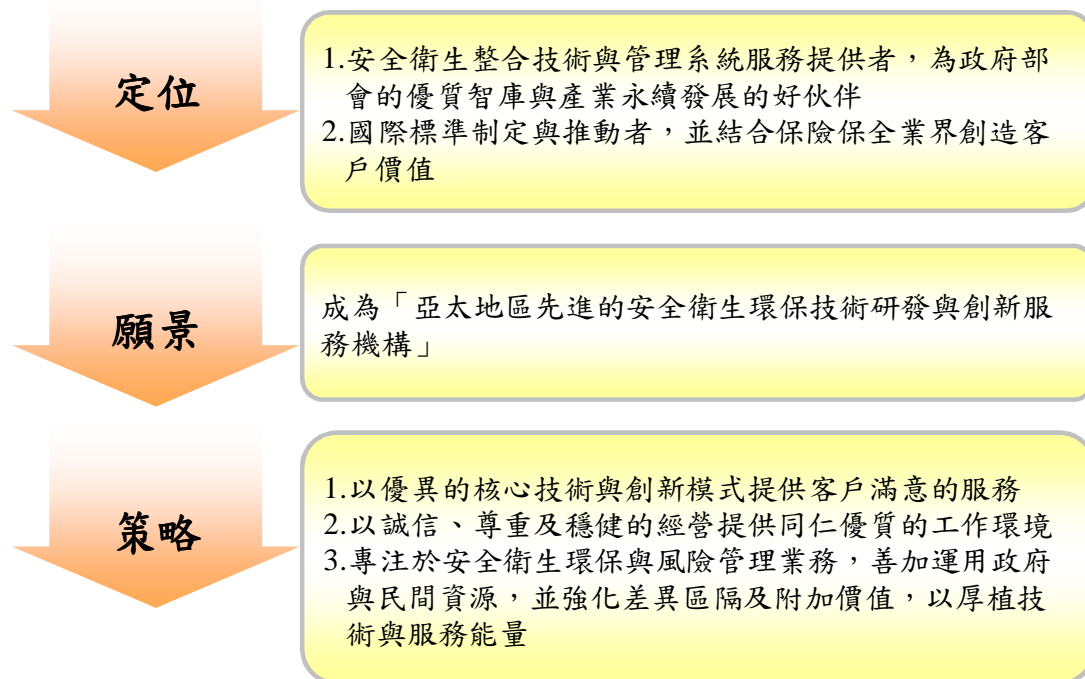 定位
1.安全衛生整合技術與管理系統服務提供者，為政府部
會的優質智庫與產業永續發展的好伙伴
2.國際標準制定與推動者，並結合保險保全業界創造客
戶價值
願景
成為「亞太地區先進的安全衛生環保技術研發與創新服
務機構」
策略
1.以優異的核心技術與創新模式提供客戶滿意的服務
2.以誠信、尊重及穩健的經營提供同仁優質的工作環境
3.專注於安全衛生環保與風險管理業務，善加運用政府
與民間資源，並強化差異區隔及附加價值，以厚植技
術與服務能量